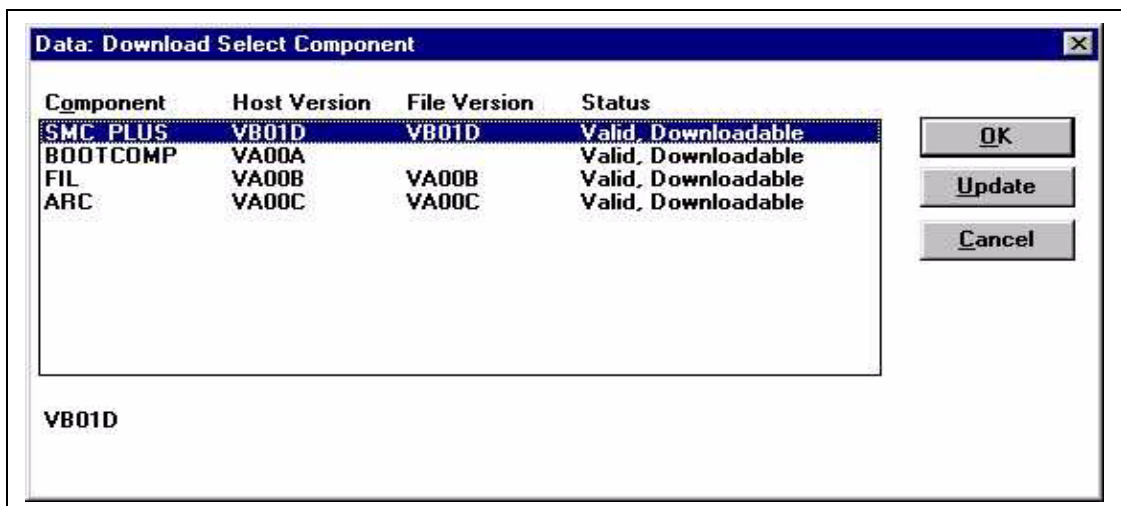 Data: Download Select Component
Component Host Version File Version Status
SMC_PLUS VB01D VB01D Valid, Downloadable
BOOTCOMP VA00A Valid, Downloadable
FIL VA00B VA00B Valid, Downloadable
ARC VA00C VA00C Valid, Downloadable
OK
Update
Cancel
VB01D